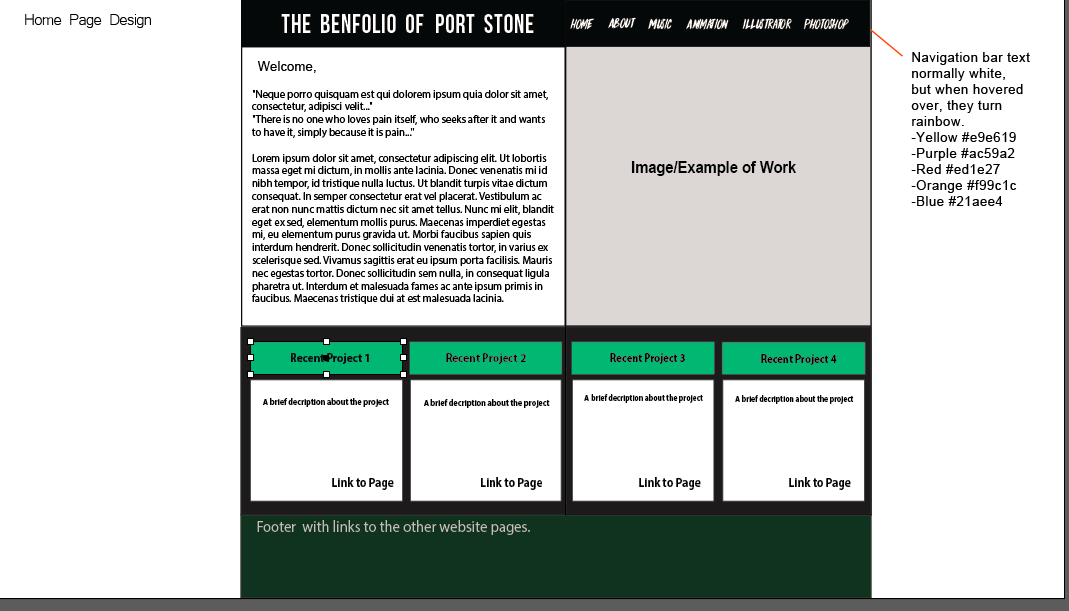 Home Page Design
THE BENFOLIO OF PORT STONE
HOME ABOUT MUSIC ANIMATION ILLUSTRATOR PHOTOSHOP
Welcome,
"Neque porro quisquam est qui dolorem ipsum quia dolor sit amet,
consectetur, adipisci velit..."
"There is no one who loves pain itself, who seeks after it and wants
to have it, simply because it is pain..."
Lorem ipsum dolor sit amet, consectetur adipiscing elit. Ut lobortis
massa eget mi dictum, in mollis ante lacinia. Donec venenatis mi id
nibh tempor, id tristique nulla luctus. Ut blandit turpis vitae dictum
consequat. In semper consectetur erat vel placerat. Vestibulum ac
erat non nunc mattis dictum nec sit amet tellus. Nunc mi elit, blandit
eget ex sed, elementum mollis purus. Maecenas imperdiet egestas
mi, eu elementum purus gravida ut. Morbi faucibus sapien quis
interdum hendrerit. Donec sollicitudin venenatis tortor, in varius ex
scelerisque sed. Vivamus sagittis erat eu ipsum porta facilisis. Mauris
nec egestas tortor. Donec sollicitudin sem nulla, in consequat ligula
pharetra ut. Interdum et malesuada fames ac ante ipsum primis in
faucibus. Maecenas tristique dui at est malesuada lacinia.
Image/Example of Work
Navigation bar text
normally white,
but when hovered
over, they turn
rainbow.
-Yellow #e9e619
-Purple #ac59a2
-Red #ed1e27
-Orange #f99c1c
-Blue #21aee4
Recent Project 1
Recent Project 2
Recent Project 3
Recent Project 4
A brief decription about the project
A brief decription about the project
A brief decription about the project
A brief decription about the project
Link to Page
Link to Page
Link to Page
Link to Page
Footer with links to the other website pages.